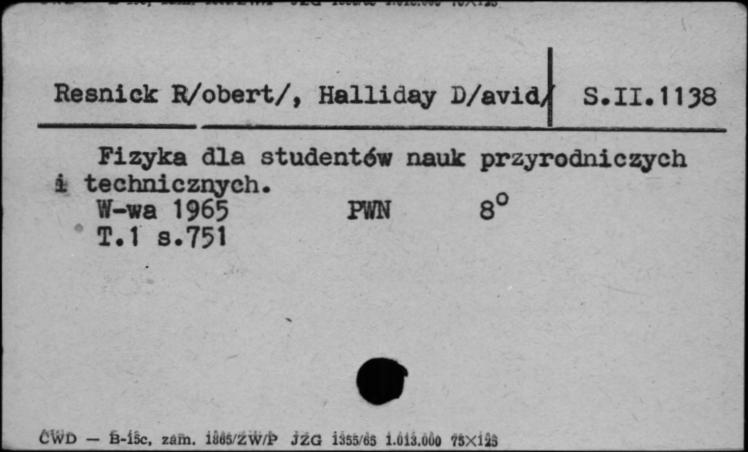 Resnick R/obert/, Halliday D/avid/ S.II.1138
Fizyka dla studentów nauk przyrodniczych
i technicznych.
W-wa 1965 PWN 8°
T.1 s.751
CWD — B-15c, zam. 1865/ZW/P JZG 1355/65 1.013.000 75×125